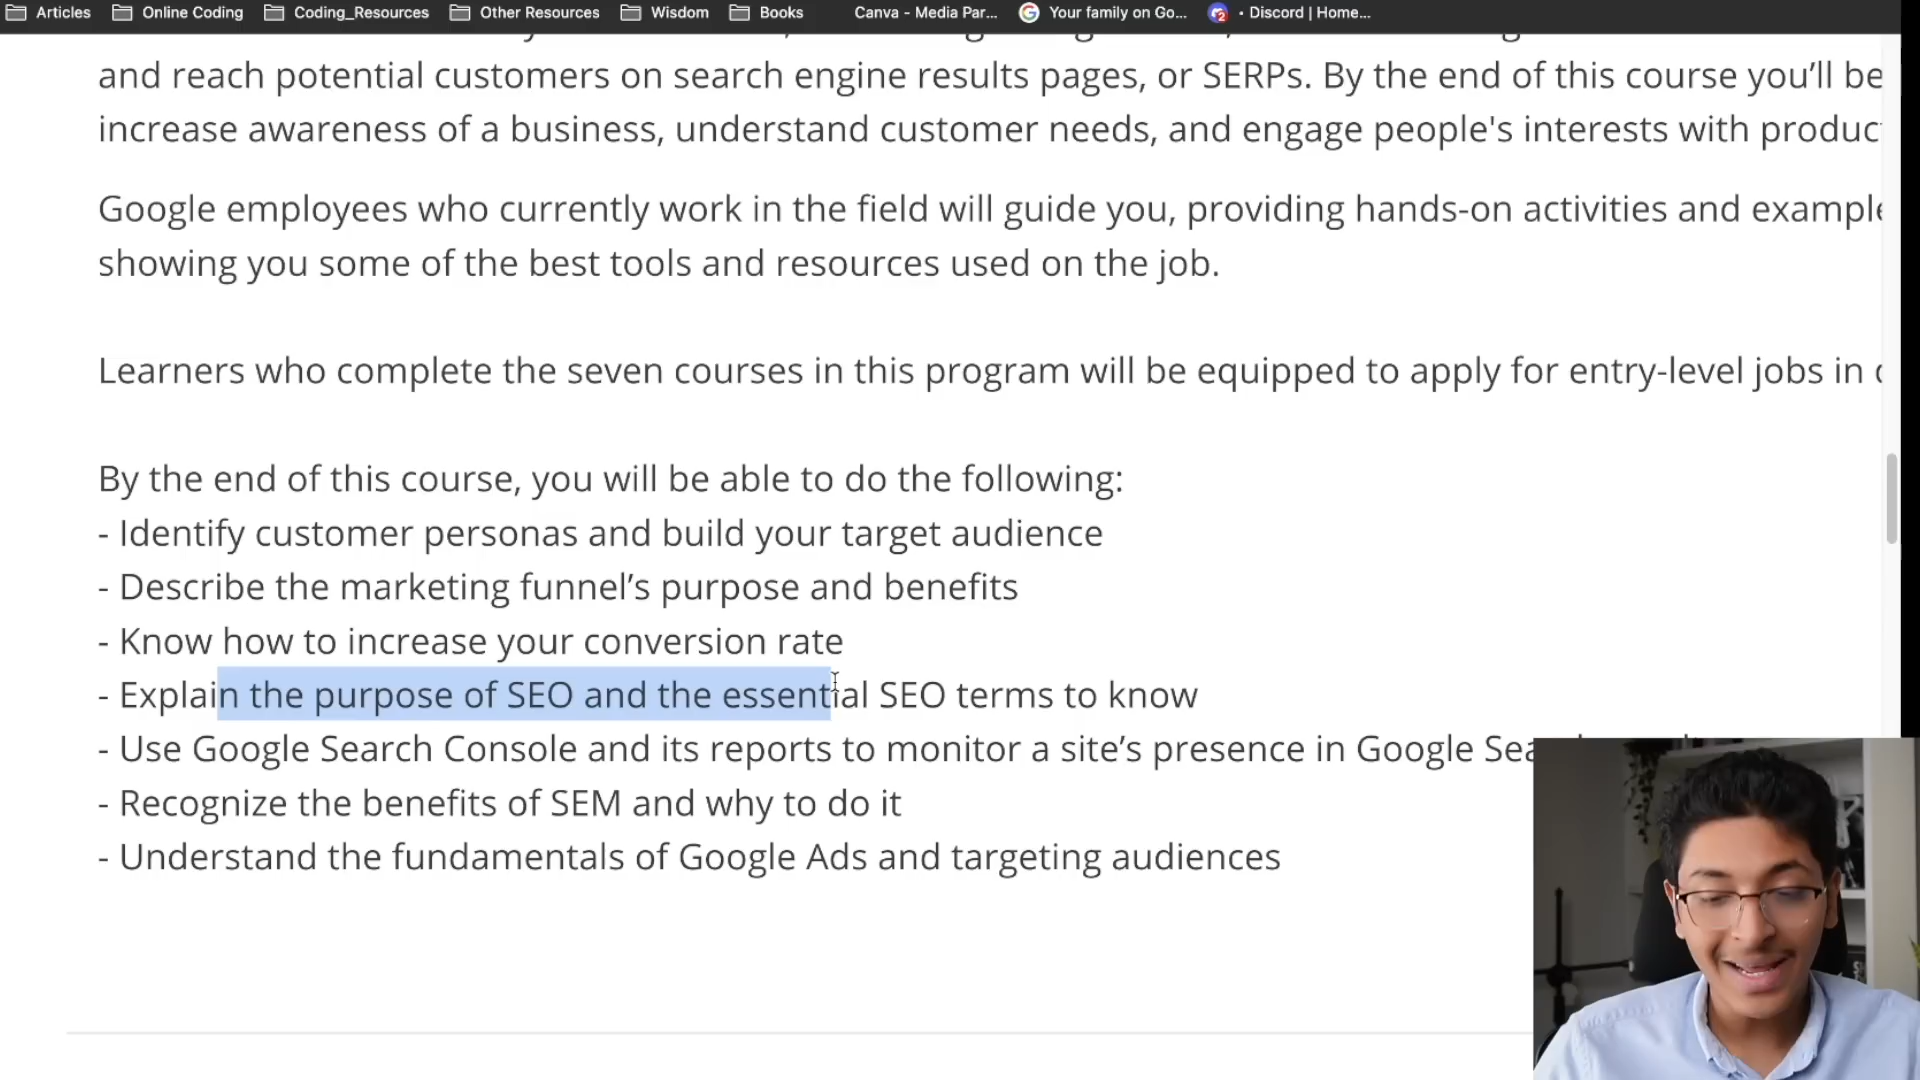 Articles Online Coding Coding_Resources Other Resources Wisdom Books Canva - Media Par... Your family on Go... 2 • Discord | Home...
and reach potential customers on search engine results pages, or SERPs. By the end of this course you’ll be
increase awareness of a business, understand customer needs, and engage people's interests with
Google employees who currently work in the field will guide you, providing hands-on activities and
showing you some of the best tools and resources used on the job.
Learners who complete the seven courses in this program will be equipped to apply for entry-level jobs in
By the end of this course, you will be able to do the following:
- Identify customer personas and build your target audience
- Describe the marketing funnel’s purpose and benefits
- Know how to increase your conversion rate
- Explain the purpose of SEO and the essential SEO terms to know
- Use Google Search Console and its reports to monitor a site’s presence in Google
- Recognize the benefits of SEM and why to do it
- Understand the fundamentals of Google Ads and targeting audiences